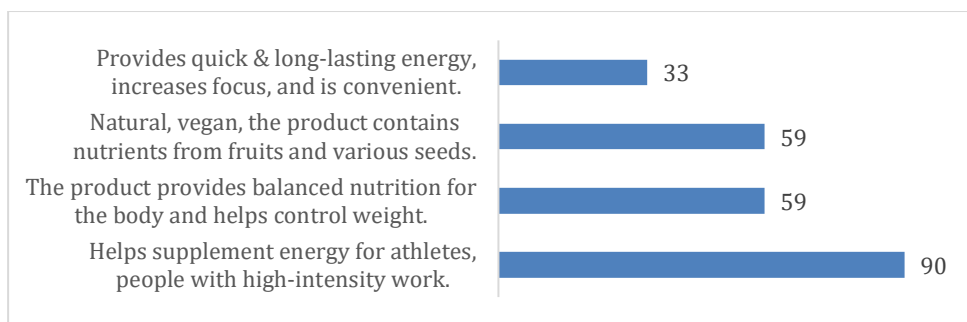 Provides quick & long-lasting energy,
increases focus, and is convenient.
33
Natural, vegan, the product contains
nutrients from fruits and various seeds.
59
The product provides balanced nutrition for
the body and helps control weight.
59
Helps supplement energy for athletes,
people with high-intensity work.
90